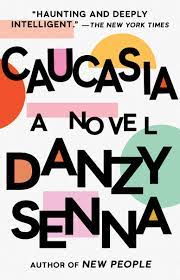 "HAUNTING AND DEEPLY
INTELLIGENT." —THE NEW YORK TIMES
CAUCASIA
A NOVEL
DANZY
SENNA
AUTHOR OF NEW PEOPLE